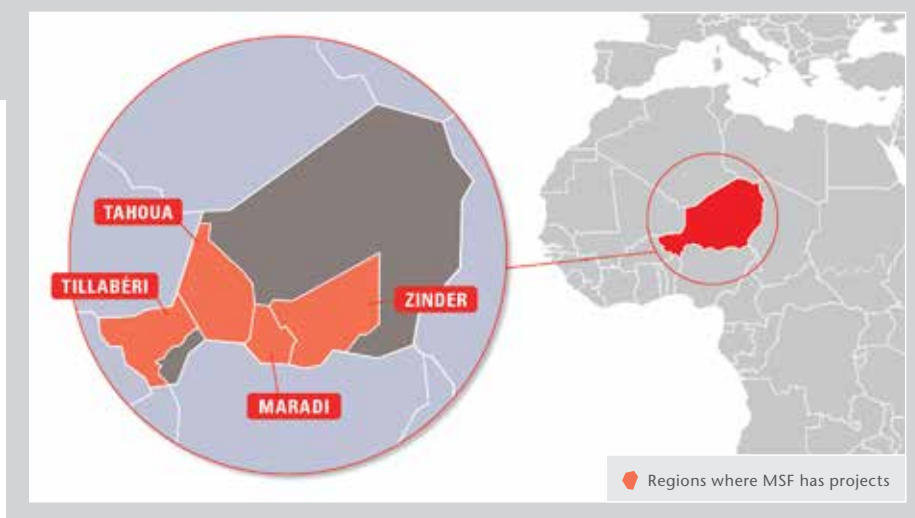 TAHOUA
TILLABÉRI
ZINDER
MARADI
Regions where MSF has projects